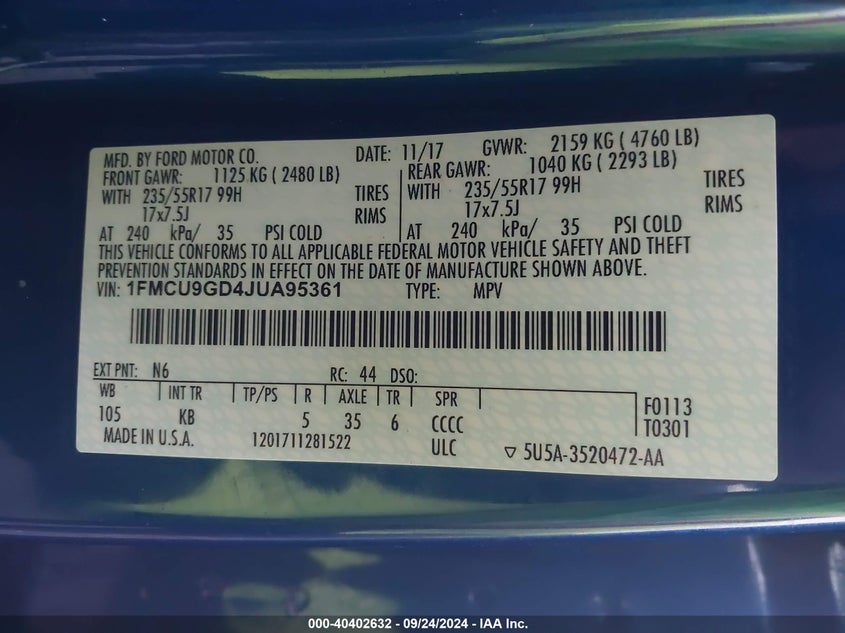 MFD. BY FORD MOTOR CO. DATE: 11/17 GVWR: 2159 KG ( 4760 LB)
FRONT GAWR: 1125 KG ( 2480 LB) REAR GAWR: 1040 KG ( 2293 LB)
WITH 235/55R17 99H TIRES WITH 235/55R17 99H TIRES
17x7.5J RIMS 17x7.5J RIMS
AT 240 kPa/ 35 PSI COLD AT 240 kPa/ 35 PSI COLD
THIS VEHICLE CONFORMS TO ALL APPLICABLE FEDERAL MOTOR VEHICLE SAFETY AND THEFT
PREVENTION STANDARDS IN EFFECT ON THE DATE OF MANUFACTURE SHOWN ABOVE.
VIN: 1FMCU9GD4JUA95361 TYPE: MPV
EXT PNT: N6 RC: 44 DSO:
WB INT TR TP/PS R AXLE TR SPR F0113
105 KB 5 35 6 CCCC T0301
MADE IN U.S.A. 1201711281522 ULC ▽ 5U5A-3520472-AA
000-40402632 - 09/24/2024 - IAA Inc.